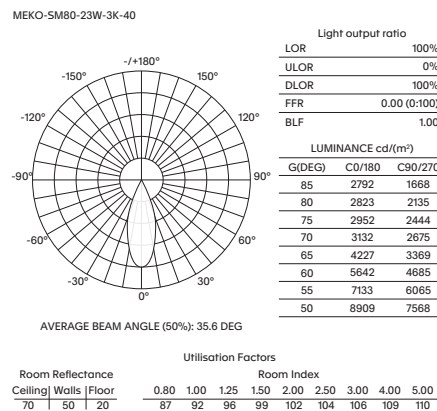 MEKO-SM80-23W-3K-40
-/+180°
-150° 150°
-120° 120°
-90° 90°
-60° 60°
-30° 30°
0°
AVERAGE BEAM ANGLE (50%): 35.6 DEG
Light output ratio
LOR 100%
ULOR 0%
DLOR 100%
FFR 0.00 (0:100)
BLF 1.00
LUMINANCE cd/(m²)
G(DEG) C0/180 C90/270
85 2792 1668
80 2823 2135
75 2952 2444
70 3132 2675
65 4227 3369
60 5642 4685
55 7133 6065
50 8909 7568
Utilisation Factors
Room Reflectance Room Index
Ceiling Walls Floor 0.80 1.00 1.25 1.50 2.00 2.50 3.00 4.00 5.00
70 50 20 87 92 96 99 102 104 106 109 110